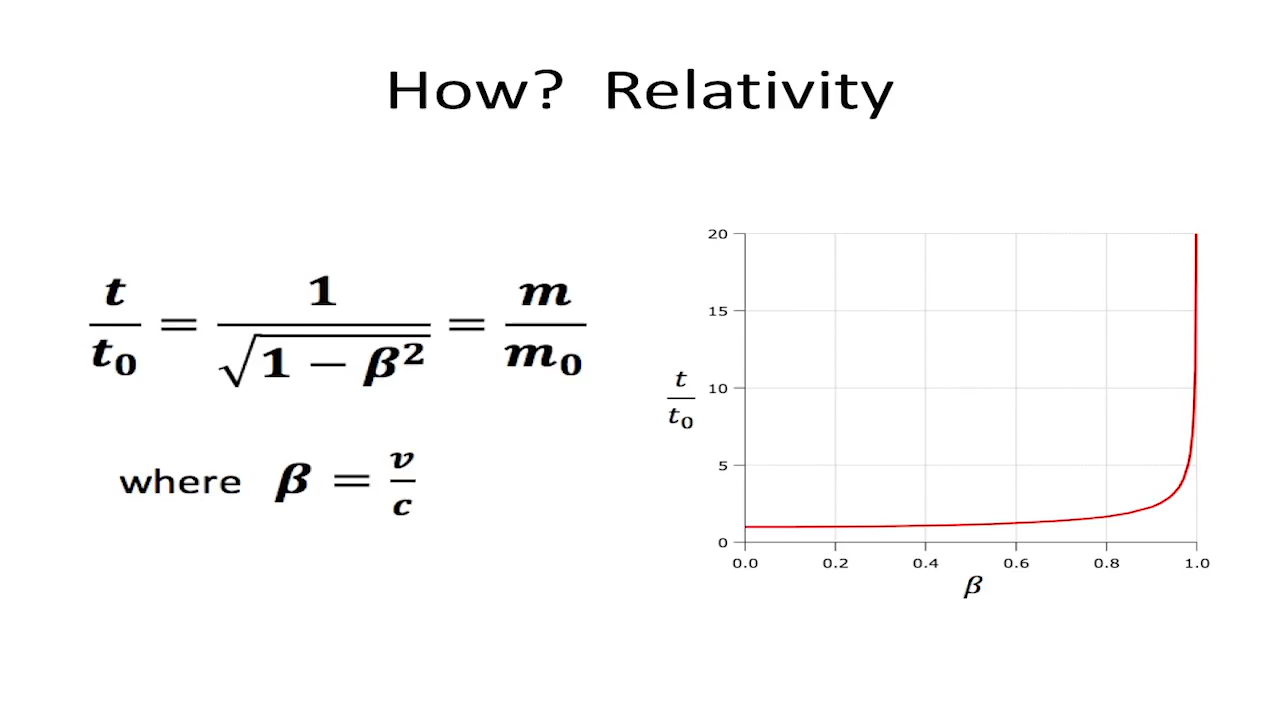 How? Relativity
t/t₀ = 1/√(1 − β²) = m/m₀
where β = v/c
20
15
10
5
0
t/t₀
0.0 0.2 0.4 0.6 0.8 1.0
β